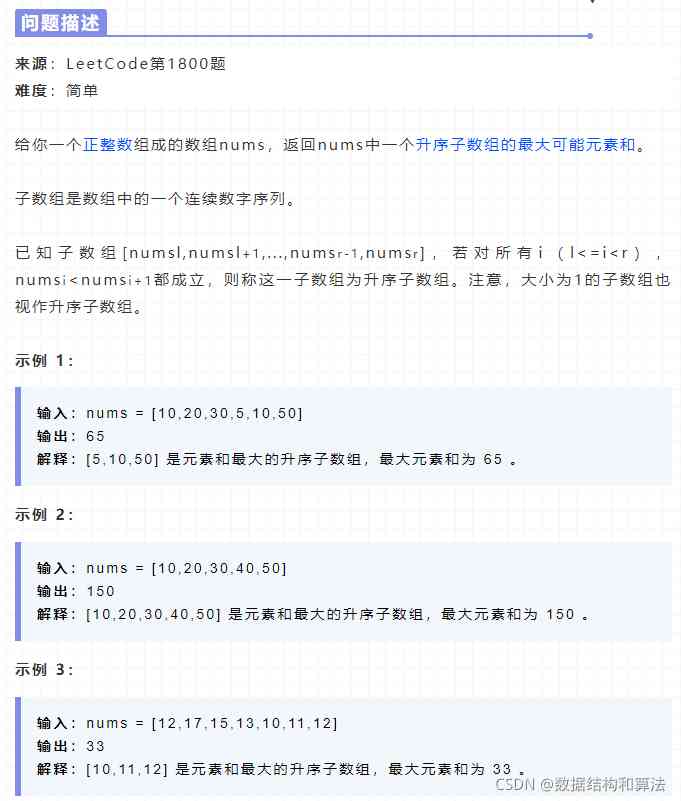 问题描述
来源：LeetCode第1800题
难度：简单
给你一个正整数组成的数组nums，返回nums中一个升序子数组的最大可能元素和。
子数组是数组中的一个连续数字序列。
已知子数组[numsl,numsl+1,...,numsr-1,numsr]，若对所有i（l<=i<r），
numsi<numsi+1都成立，则称这一子数组为升序子数组。注意，大小为1的子数组也
视作升序子数组。
示例 1：
输入：nums = [10,20,30,5,10,50]
输出：65
解释：[5,10,50] 是元素和最大的升序子数组，最大元素和为 65 。
示例 2：
输入：nums = [10,20,30,40,50]
输出：150
解释：[10,20,30,40,50] 是元素和最大的升序子数组，最大元素和为 150 。
示例 3：
输入：nums = [12,17,15,13,10,11,12]
输出：33
解释：[10,11,12] 是元素和最大的升序子数组，最大元素和为 33 。
CSDN @数据结构和算法